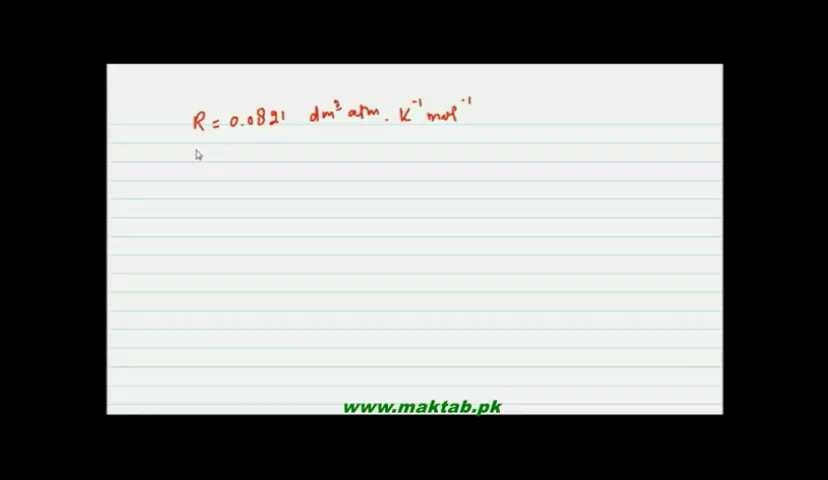 R = 0.0821 dm³ atm . K⁻¹ mol⁻¹
www.maktab.pk